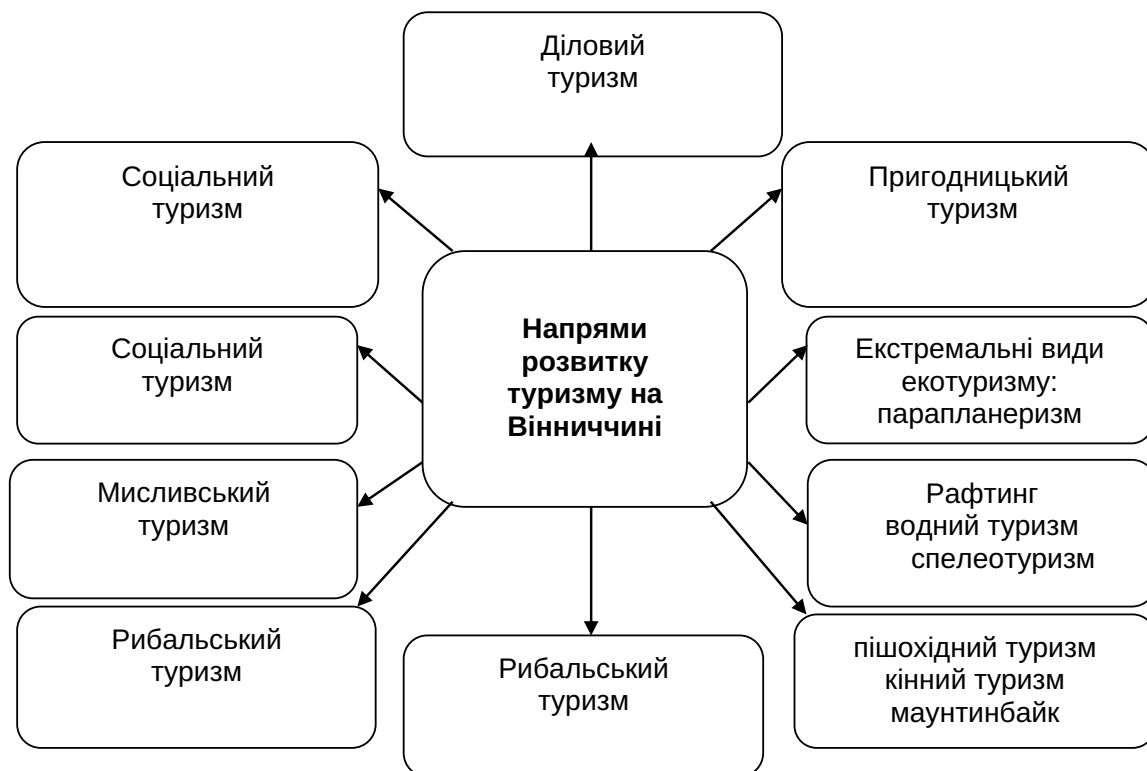 Діловий
туризм
Соціальний
туризм
Пригодницький
туризм
Напрями
розвитку
туризму на
Вінниччині
Соціальний
туризм
Екстремальні види
екотуризму:
парапланеризм
Мисливський
туризм
Рафтинг
водний туризм
спелеотуризм
Рибальський
туризм
Рибальський
туризм
пішохідний туризм
кінний туризм
маунтинбайк